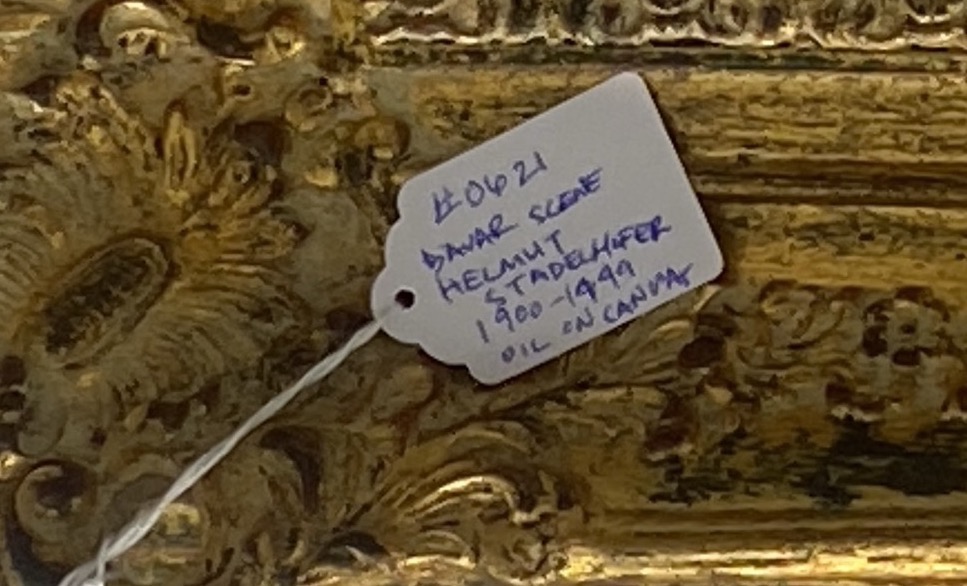 #0621
BAVAR SCENE
HELMUT
STADELHOFER
1900-1999
OIL ON CANVAS